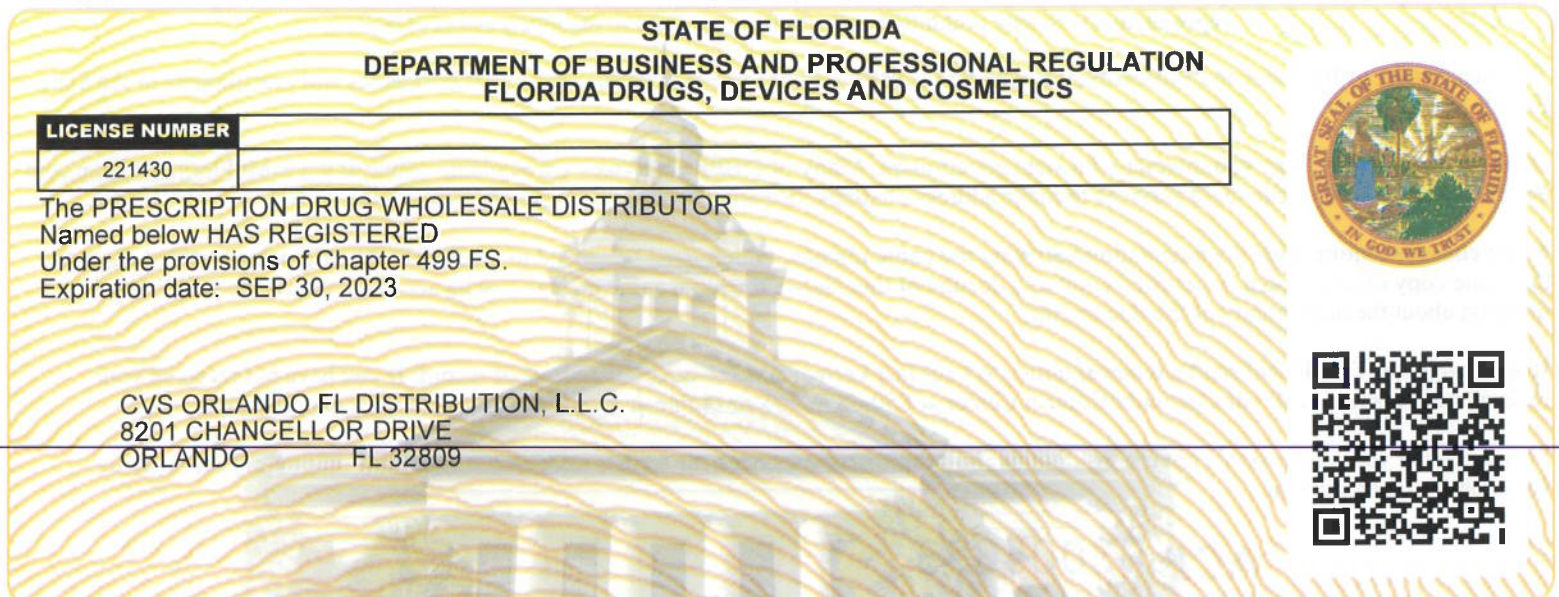 STATE OF FLORIDA
DEPARTMENT OF BUSINESS AND PROFESSIONAL REGULATION
FLORIDA DRUGS, DEVICES AND COSMETICS
LICENSE NUMBER
221430
The PRESCRIPTION DRUG WHOLESALE DISTRIBUTOR
Named below HAS REGISTERED
Under the provisions of Chapter 499 FS.
Expiration date: SEP 30, 2023
CVS ORLANDO FL DISTRIBUTION, L.L.C.
8201 CHANCELLOR DRIVE
ORLANDO FL 32809
GREAT SEAL OF THE STATE OF FLORIDA
IN GOD WE TRUST